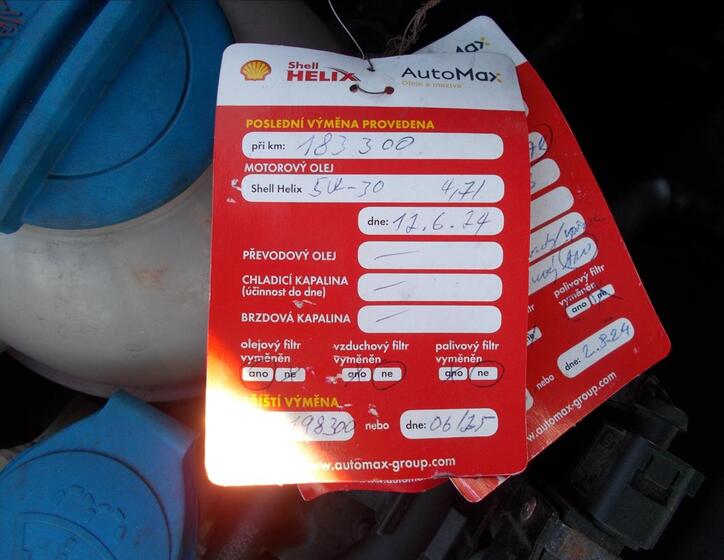 Shell
HELIX
AutoMax
Oleje a maziva
POSLEDNÍ VÝMĚNA PROVEDENA
při km: 183 300
MOTOROVÝ OLEJ
Shell Helix 5W-30 4,7l
dne: 12.6.24
PŘEVODOVÝ OLEJ —
CHLADICÍ KAPALINA
(účinnost do dne) —
BRZDOVÁ KAPALINA —
olejový filtr vyměněn
ano ne
vzduchový filtr vyměněn
ano ne
palivový filtr vyměněn
ano ne
PŘÍŠTÍ VÝMĚNA
198300 nebo dne: 06/25
www.automax-group.com
palivový filtr
vyměněn
ano ne
nebo dne: 2.8.24
www.automax-group.com